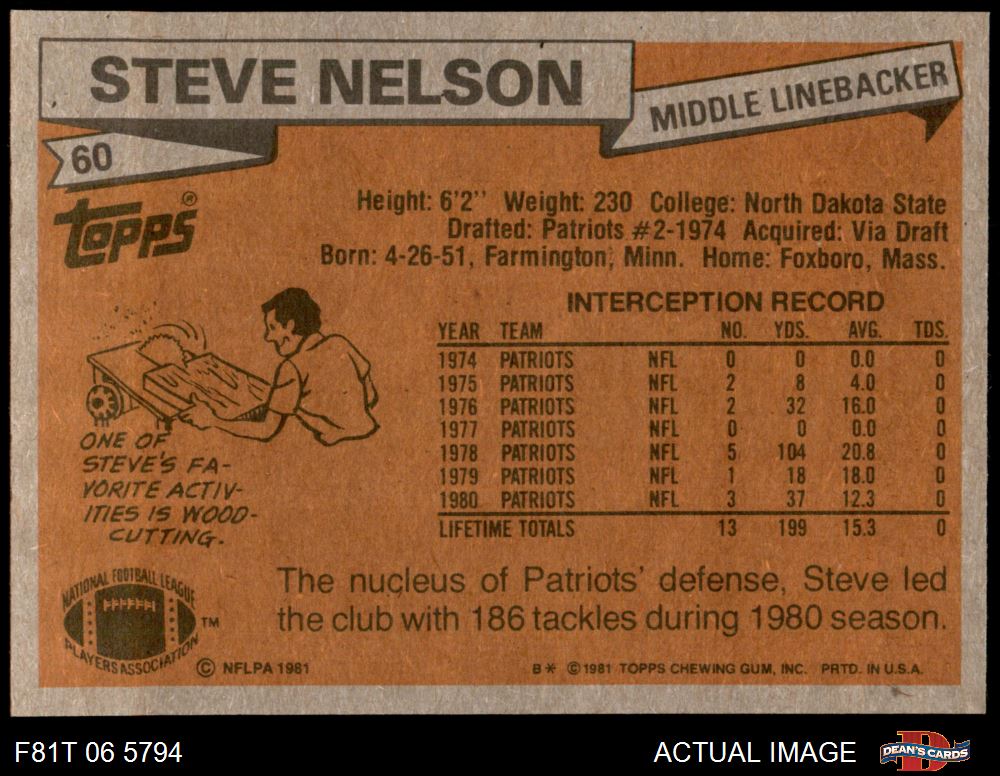 STEVE NELSON
MIDDLE LINEBACKER
60
TOPPS®
Height: 6'2'' Weight: 230 College: North Dakota State
Drafted: Patriots #2-1974 Acquired: Via Draft
Born: 4-26-51, Farmington, Minn. Home: Foxboro, Mass.
INTERCEPTION RECORD
YEAR TEAM NO. YDS. AVG. TDS.
1974 PATRIOTS NFL 0 0 0.0 0
1975 PATRIOTS NFL 2 8 4.0 0
1976 PATRIOTS NFL 2 32 16.0 0
1977 PATRIOTS NFL 0 0 0.0 0
1978 PATRIOTS NFL 5 104 20.8 0
1979 PATRIOTS NFL 1 18 18.0 0
1980 PATRIOTS NFL 3 37 12.3 0
LIFETIME TOTALS 13 199 15.3 0
ONE OF
STEVE'S FA-
VORITE ACTIV-
ITIES IS WOOD-
CUTTING.
The nucleus of Patriots' defense, Steve led
the club with 186 tackles during 1980 season.
NATIONAL FOOTBALL LEAGUE
PLAYERS ASSOCIATION
TM
© NFLPA 1981
B* © 1981 TOPPS CHEWING GUM, INC. PRTD. IN U.S.A.
F81T 06 5794
ACTUAL IMAGE
D
DEAN'S CARDS